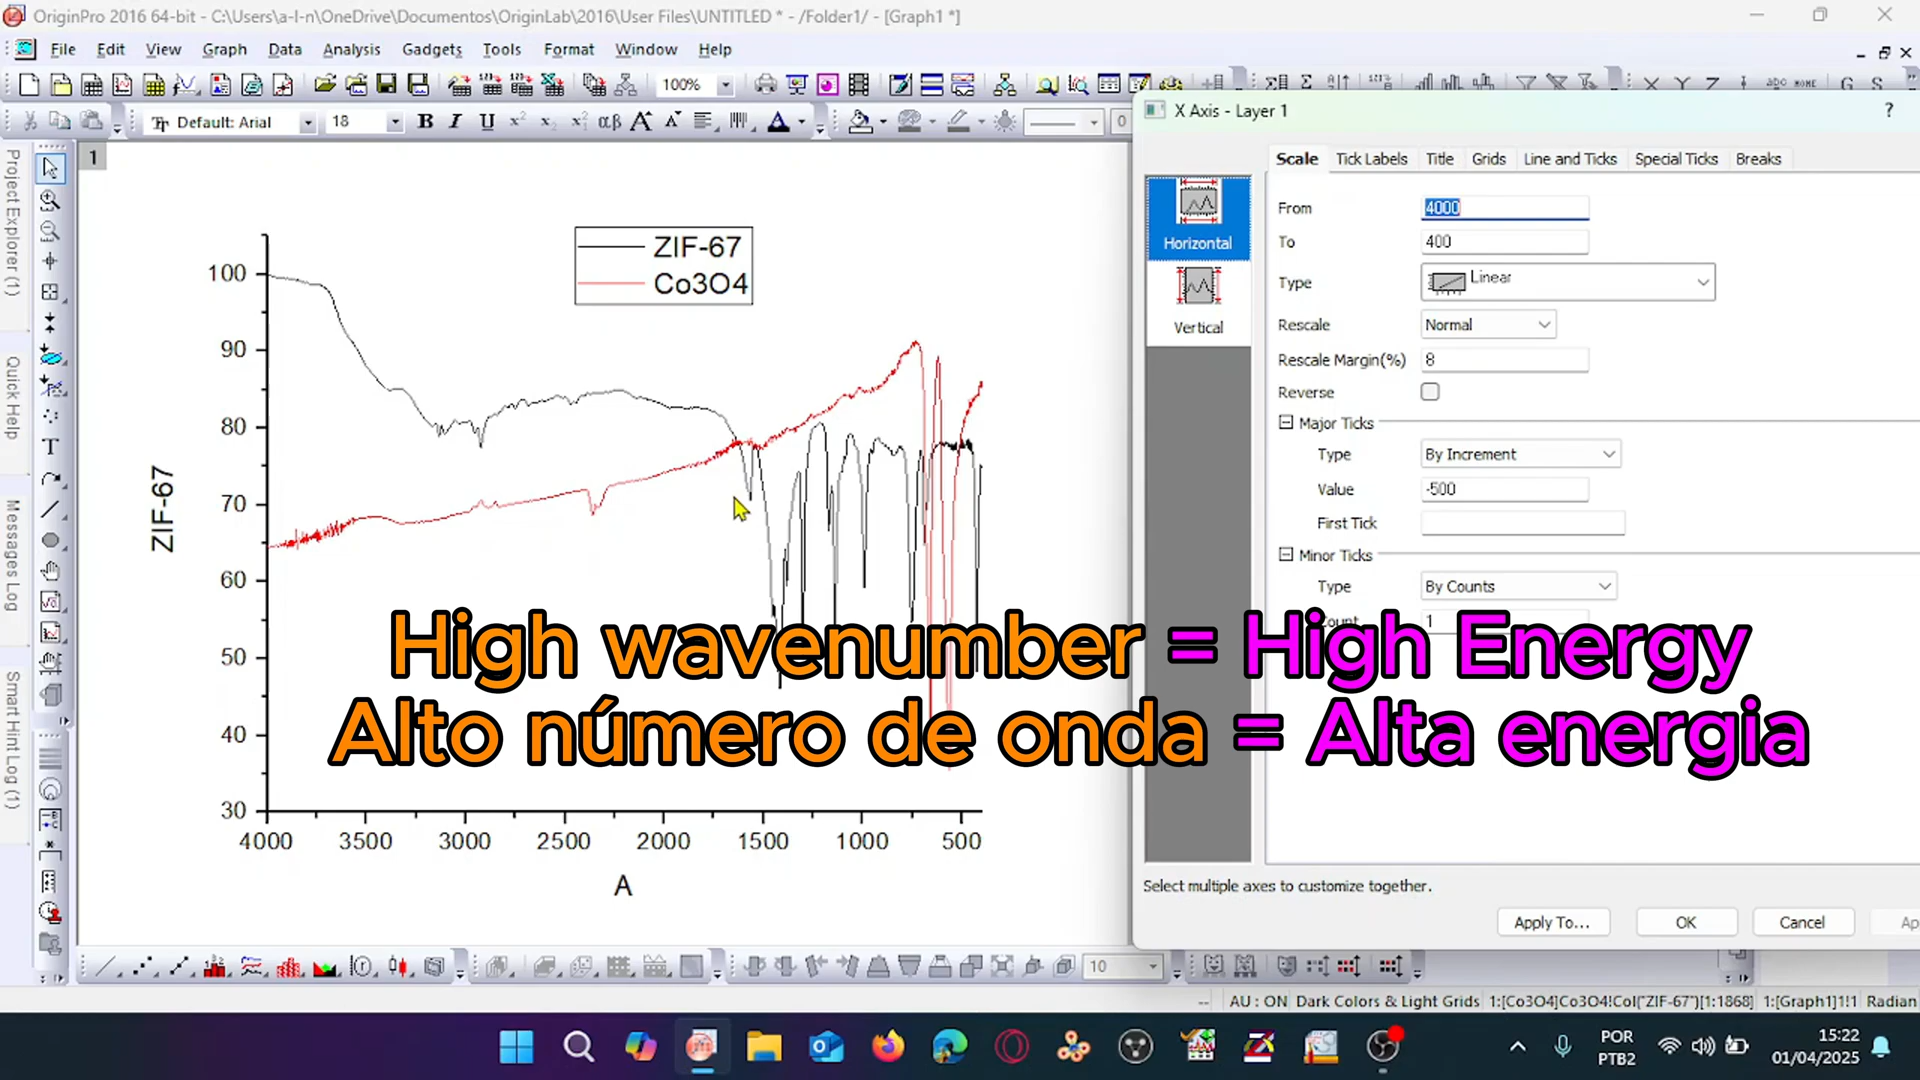 OriginPro 2016 64-bit - C:\Users\a-l-n\OneDrive\Documentos\OriginLab\2016\User Files\UNTITLED * - /Folder1/ - [Graph1 *]
File Edit View Graph Data Analysis Gadgets Tools Format Window Help
100%
Default: Arial 18 B I U αβ A A A 0
X Axis - Layer 1 ?
1
Scale Tick Labels Title Grids Line and Ticks Special Ticks Breaks
Horizontal
Vertical
From 4000
To 400
Type Linear
Rescale Normal
Rescale Margin(%) 8
Reverse
Major Ticks
Type By Increment
Value -500
First Tick
Minor Ticks
Type By Counts
Count 1
Project Explorer (1)
Quick Help
Messages Log
Smart Hint Log (1)
ZIF-67
Co3O4
100
90
80
70
60
50
40
30
ZIF-67
4000 3500 3000 2500 2000 1500 1000 500
A
High wavenumber = High Energy
Alto número de onda = Alta energia
Select multiple axes to customize together.
Apply To... OK Cancel Ap
10
-- AU : ON Dark Colors & Light Grids 1:[Co3O4]Co3O4!Col("ZIF-67")[1:1868] 1:[Graph1]1!1 Radian
POR
PTB2
15:22
01/04/2025